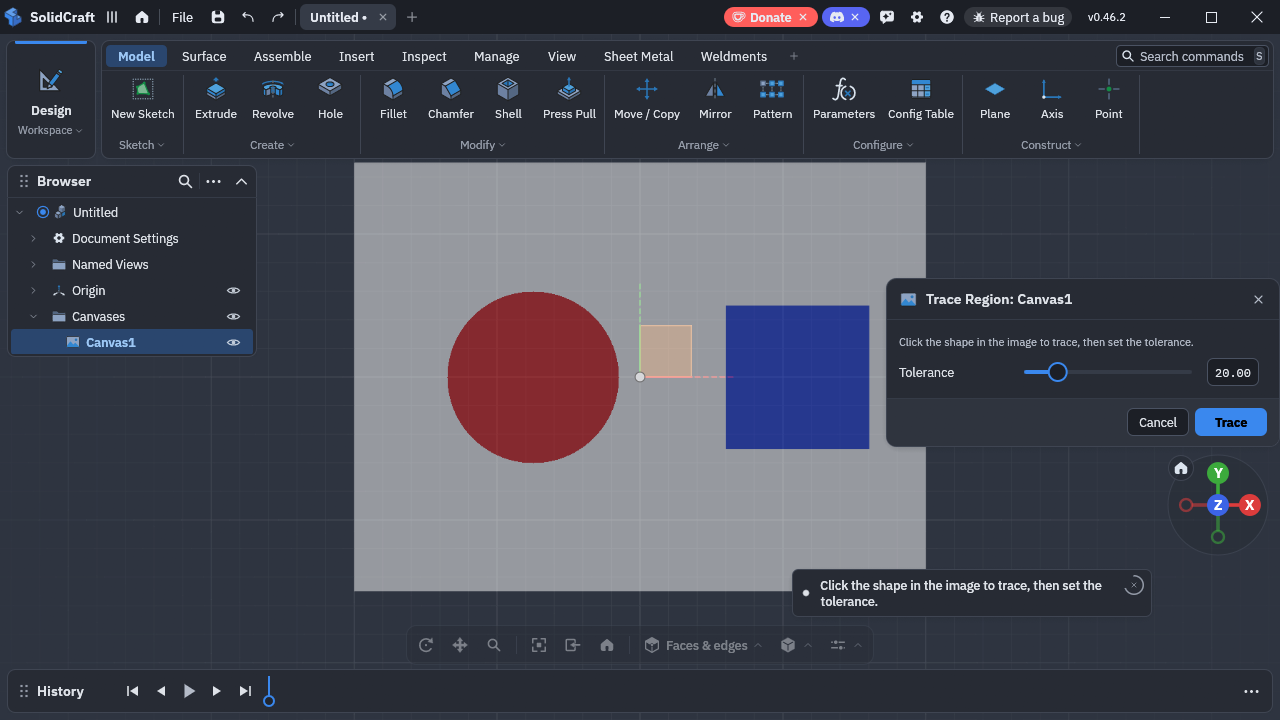 SolidCraft
File
Untitled •
Donate
Report a bug
v0.46.2
Design
Workspace
Model
Surface
Assemble
Insert
Inspect
Manage
View
Sheet Metal
Weldments
Search commands
S
New Sketch
Extrude
Revolve
Hole
Fillet
Chamfer
Shell
Press Pull
Move / Copy
Mirror
Pattern
Parameters
Config Table
Plane
Axis
Point
Sketch
Create
Modify
Arrange
Configure
Construct
Browser
Untitled
Document Settings
Named Views
Origin
Canvases
Canvas1
Trace Region: Canvas1
Click the shape in the image to trace, then set the tolerance.
Tolerance
20.00
Cancel
Trace
Y
Z
X
Click the shape in the image to trace, then set the
tolerance.
Faces & edges
History